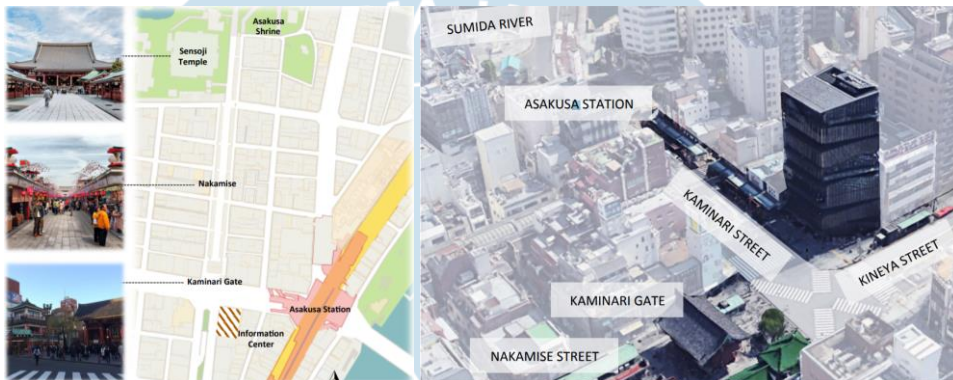 Asakusa
Shrine
Sensoji
Temple
Nakamise
Kaminari Gate
Asakusa Station
Information
Center
SUMIDA RIVER
ASAKUSA STATION
KAMINARI STREET
KINEYA STREET
KAMINARI GATE
NAKAMISE STREET